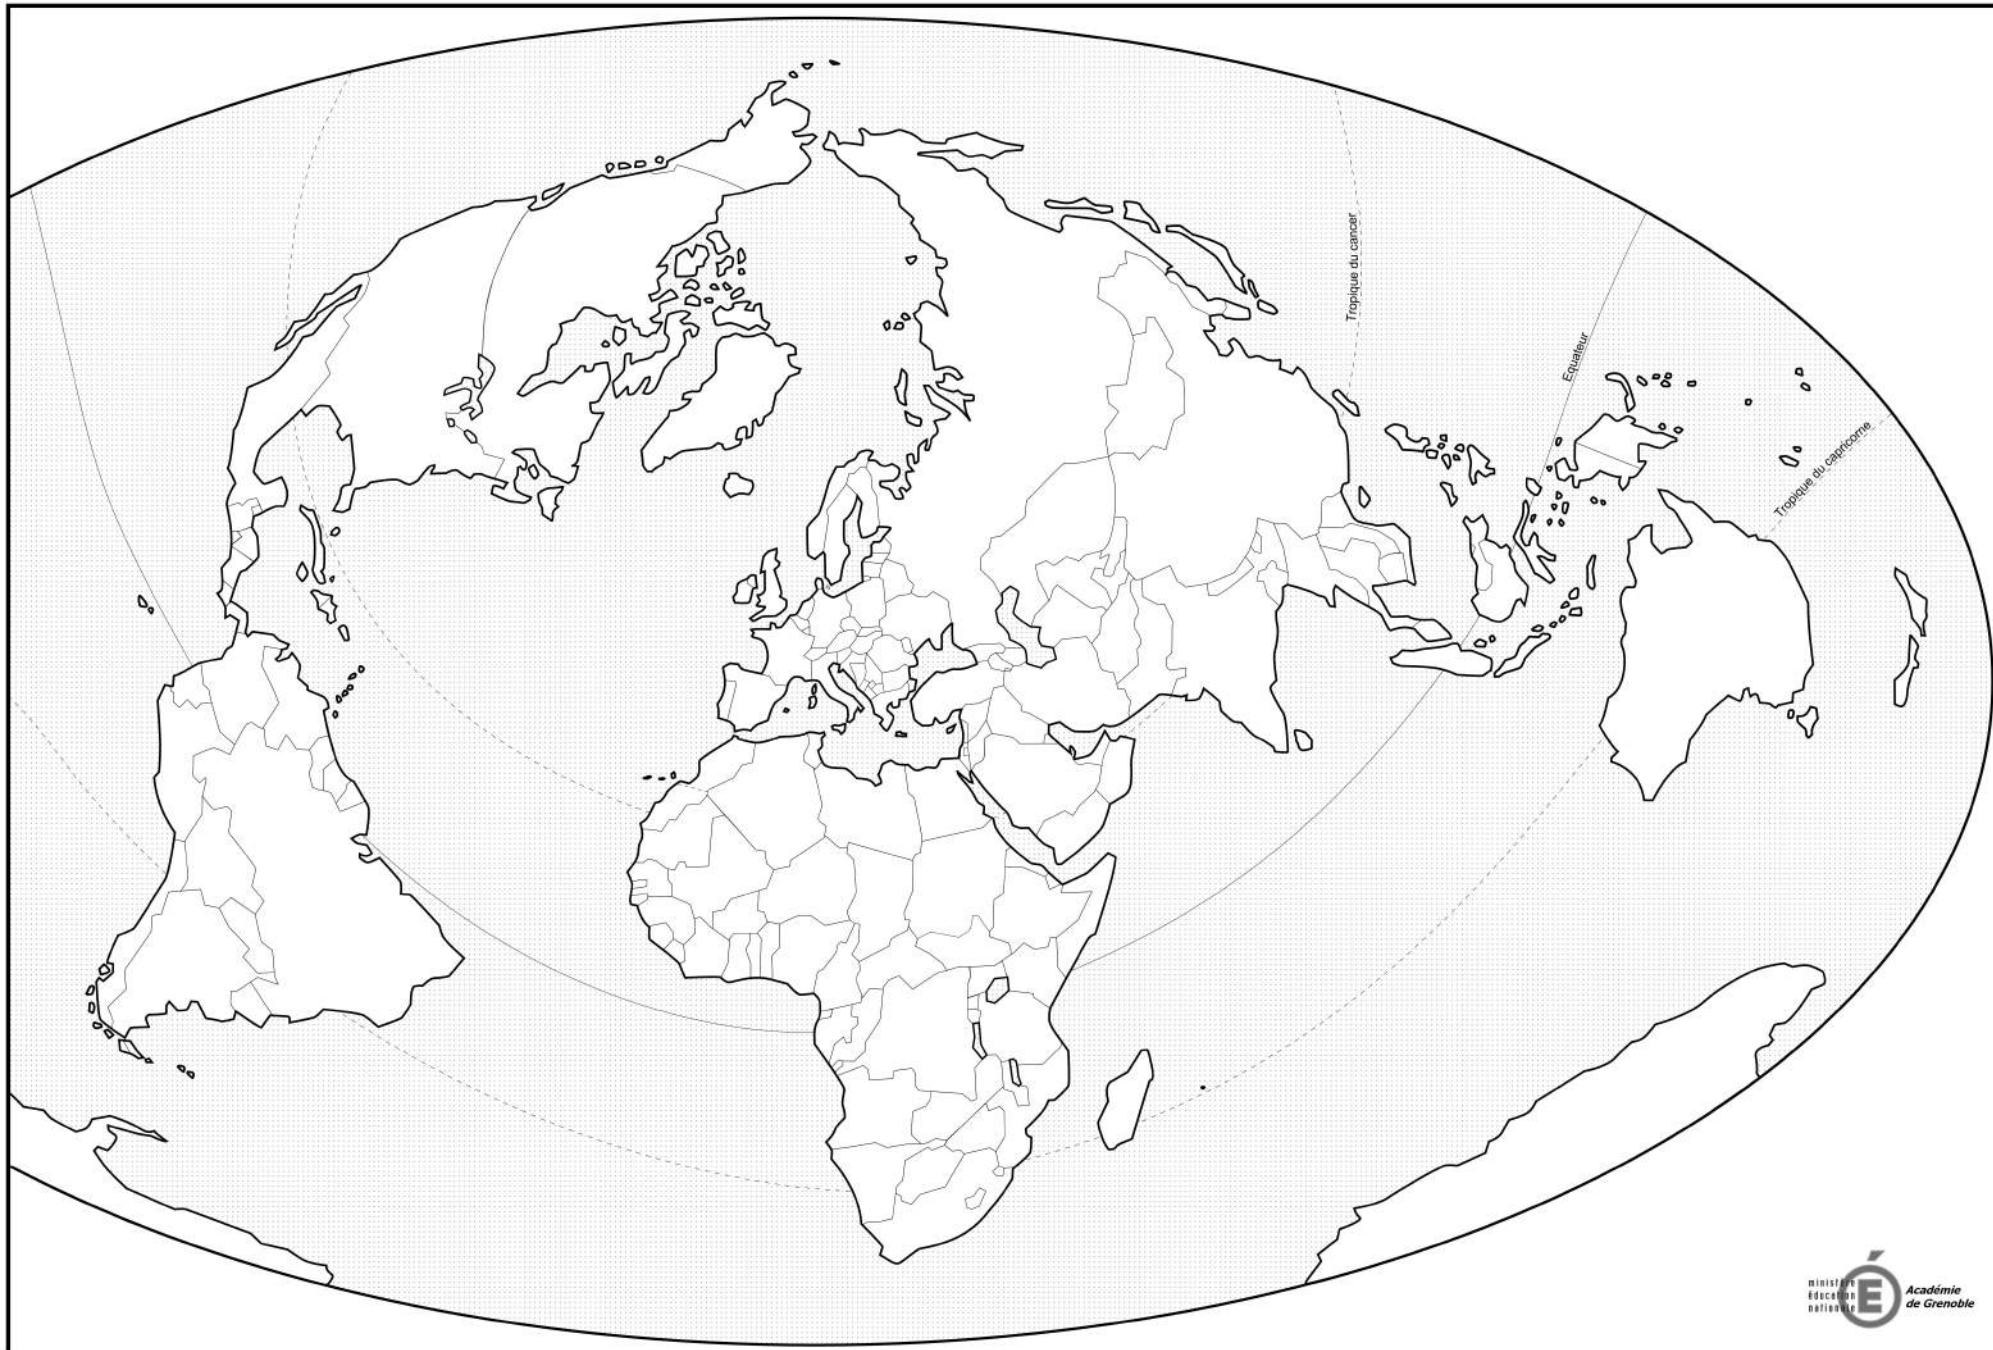 Tropique du cancer
Equateur
Tropique du capricorne
ministère
éducation
nationale
É
Académie
de Grenoble